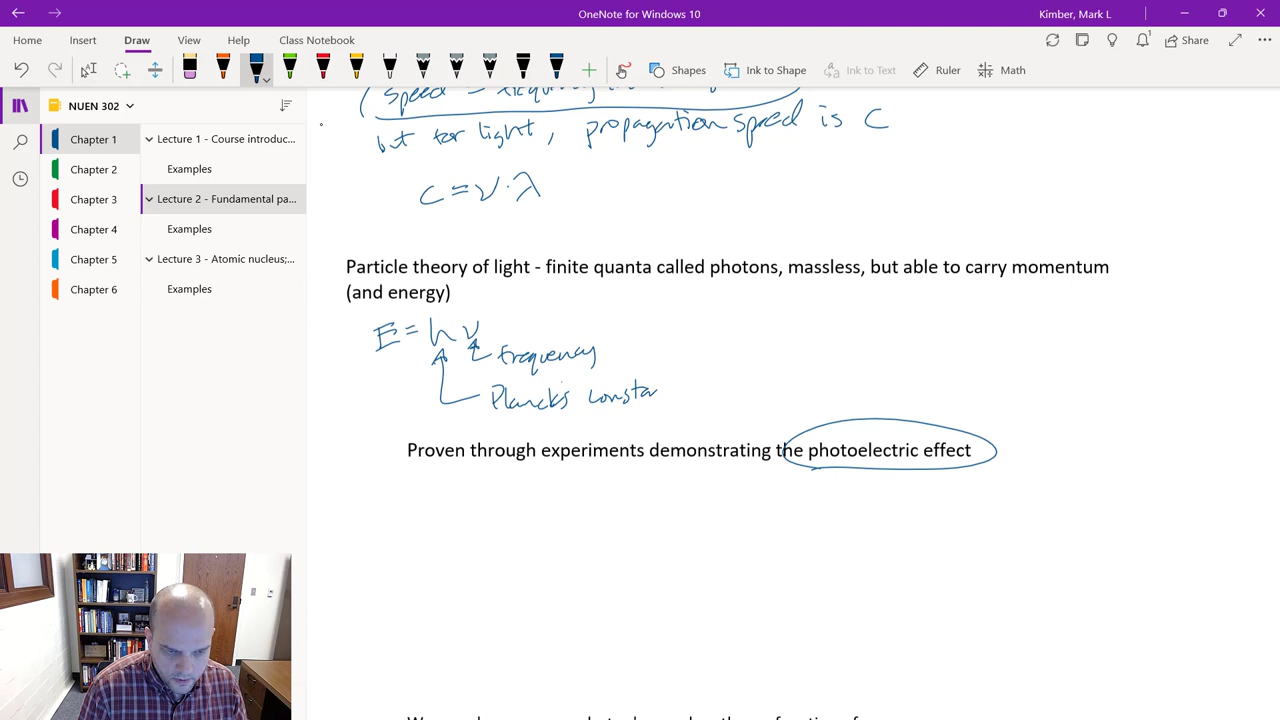 OneNote for Windows 10
Kimber, Mark L
Home Insert Draw View Help Class Notebook
Share
Shapes Ink to Shape Ink to Text Ruler Math
NUEN 302
Chapter 1
Chapter 2
Chapter 3
Chapter 4
Chapter 5
Chapter 6
Lecture 1 - Course introduc...
Examples
Lecture 2 - Fundamental pa...
Examples
Lecture 3 - Atomic nucleus;...
Examples
but for light, propagation speed is c
c = ν · λ
Particle theory of light - finite quanta called photons, massless, but able to carry momentum
(and energy)
E = h ν
frequency
Planck's consta
Proven through experiments demonstrating the photoelectric effect